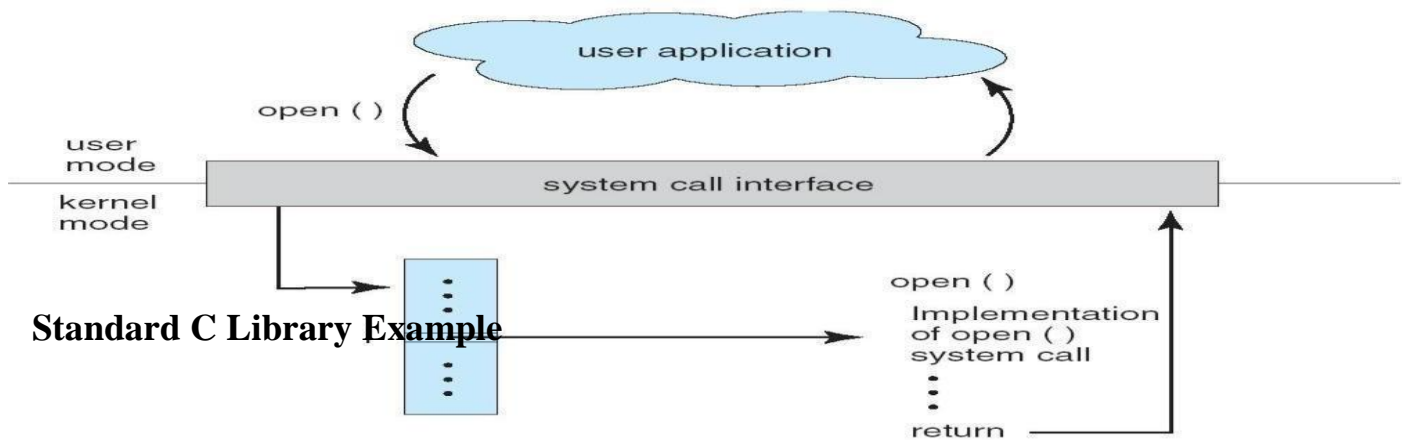 user application
open ( )
user
mode
system call interface
kernel
mode
open ( )
Standard C Library Example
Implementation
of open ( )
system call
return